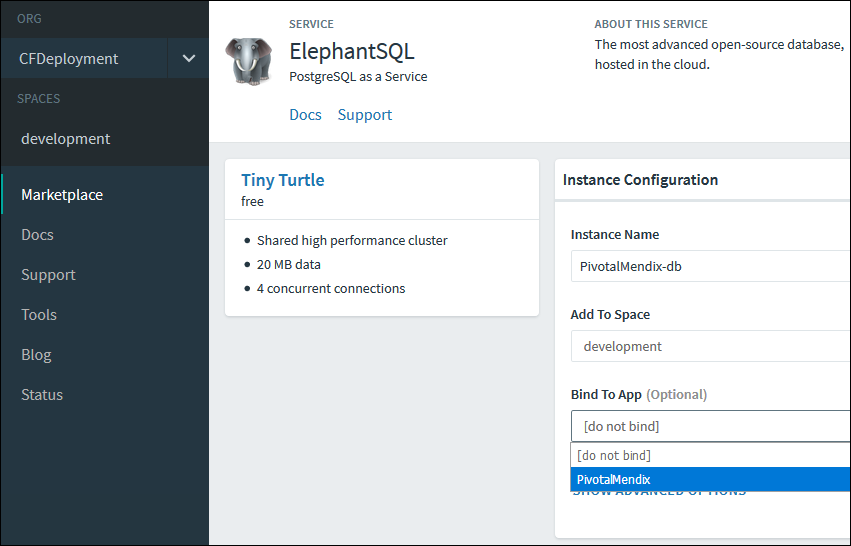 ORG
CFDeployment
SPACES
development
Marketplace
Docs
Support
Tools
Blog
Status
SERVICE
ElephantSQL
PostgreSQL as a Service
Docs Support
ABOUT THIS SERVICE
The most advanced open-source database,
hosted in the cloud.
Tiny Turtle
free
Shared high performance cluster
20 MB data
4 concurrent connections
Instance Configuration
Instance Name
PivotalMendix-db
Add To Space
development
Bind To App (Optional)
[do not bind]
[do not bind]
PivotalMendix
SHOW ADVANCED OPTIONS